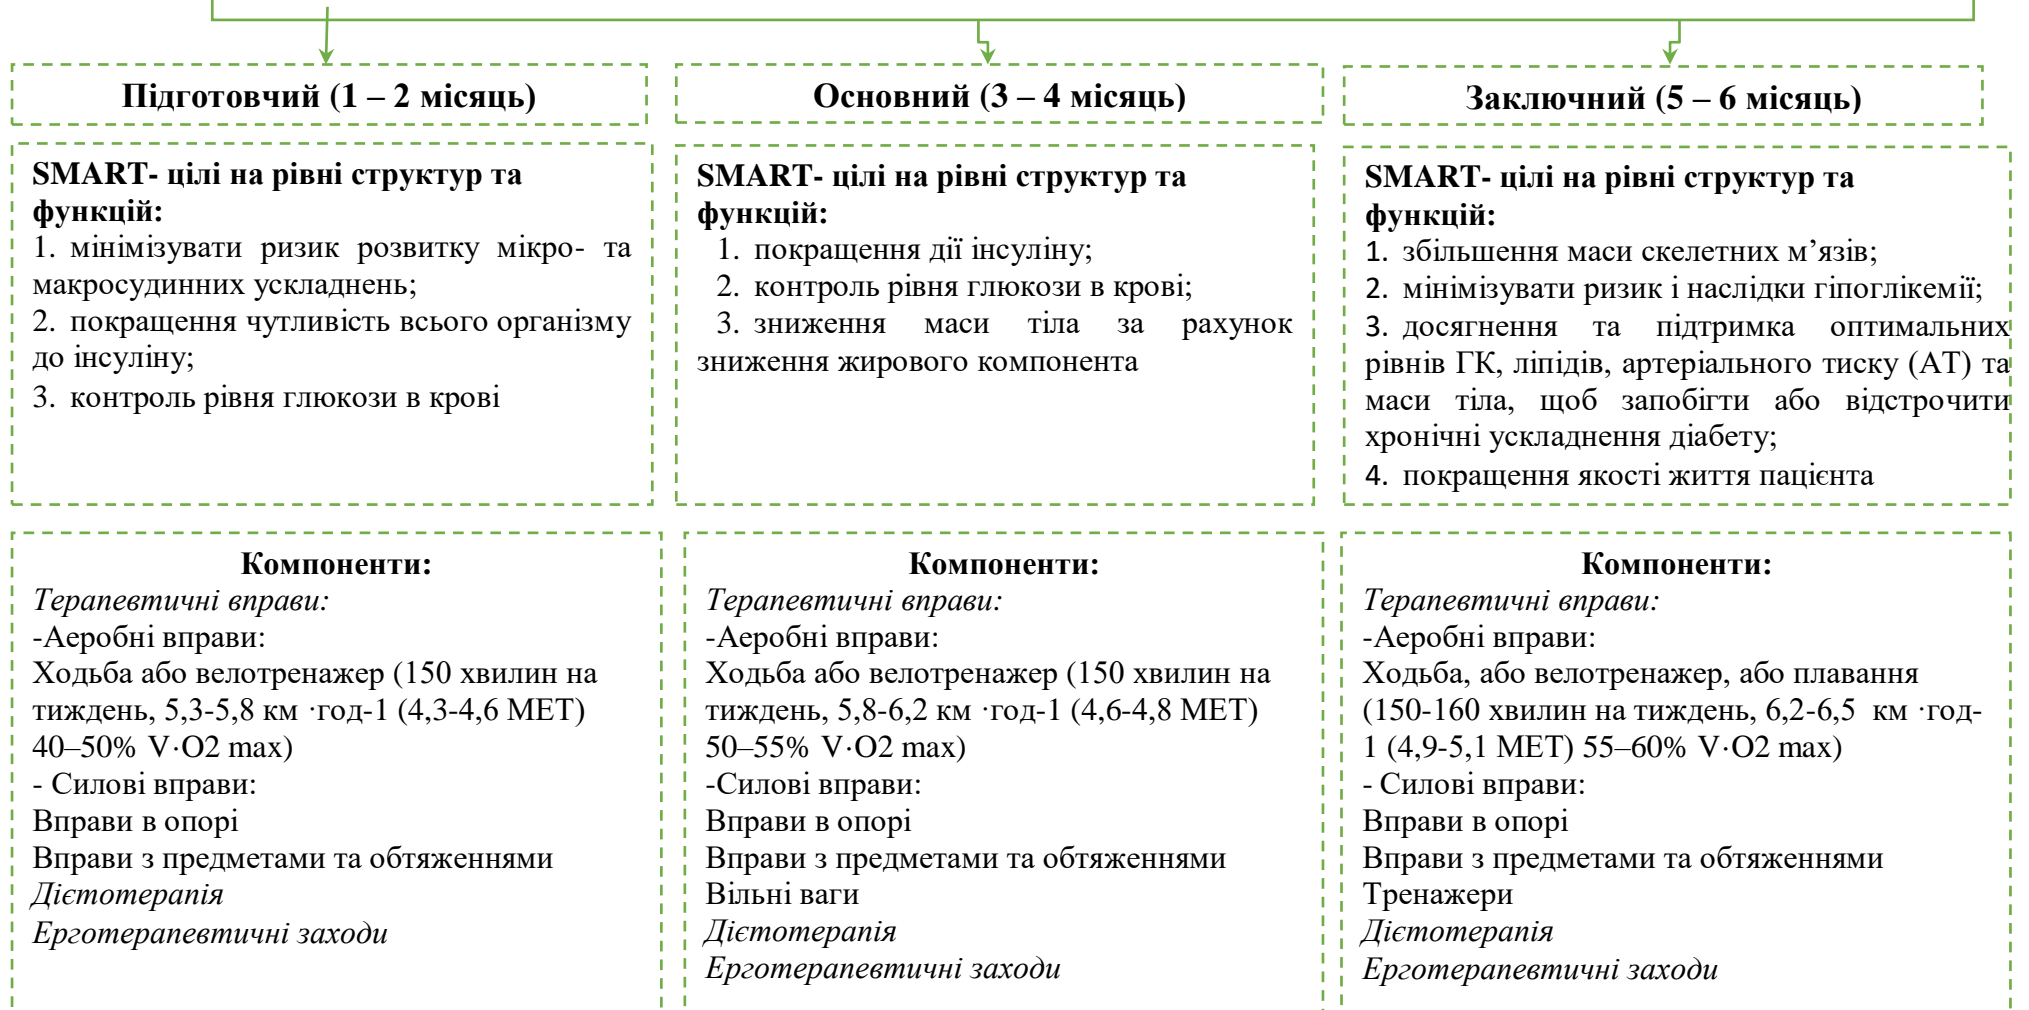 Підготовчий (1 – 2 місяць)
Основний (3 – 4 місяць)
Заключний (5 – 6 місяць)
SMART- цілі на рівні структур та
функцій:
1. мінімізувати ризик розвитку мікро- та
макросудинних ускладнень;
2. покращення чутливість всього організму
до інсуліну;
3. контроль рівня глюкози в крові
SMART- цілі на рівні структур та
функцій:
1. покращення дії інсуліну;
2. контроль рівня глюкози в крові;
3. зниження маси тіла за рахунок
зниження жирового компонента
SMART- цілі на рівні структур та
функцій:
1. збільшення маси скелетних м’язів;
2. мінімізувати ризик і наслідки гіпоглікемії;
3. досягнення та підтримка оптимальних
рівнів ГК, ліпідів, артеріального тиску (АТ) та
маси тіла, щоб запобігти або відстрочити
хронічні ускладнення діабету;
4. покращення якості життя пацієнта
Компоненти:
Терапевтичні вправи:
-Аеробні вправи:
Ходьба або велотренажер (150 хвилин на
тиждень, 5,3-5,8 км ·год-1 (4,3-4,6 МЕТ)
40–50% V·O2 max)
- Силові вправи:
Вправи в опорі
Вправи з предметами та обтяженнями
Дієтотерапія
Ерготерапевтичні заходи
Компоненти:
Терапевтичні вправи:
-Аеробні вправи:
Ходьба або велотренажер (150 хвилин на
тиждень, 5,8-6,2 км ·год-1 (4,6-4,8 МЕТ)
50–55% V·O2 max)
-Силові вправи:
Вправи в опорі
Вправи з предметами та обтяженнями
Вільні ваги
Дієтотерапія
Ерготерапевтичні заходи
Компоненти:
Терапевтичні вправи:
-Аеробні вправи:
Ходьба, або велотренажер, або плавання
(150-160 хвилин на тиждень, 6,2-6,5 км ·год-
1 (4,9-5,1 МЕТ) 55–60% V·O2 max)
- Силові вправи:
Вправи в опорі
Вправи з предметами та обтяженнями
Тренажери
Дієтотерапія
Ерготерапевтичні заходи